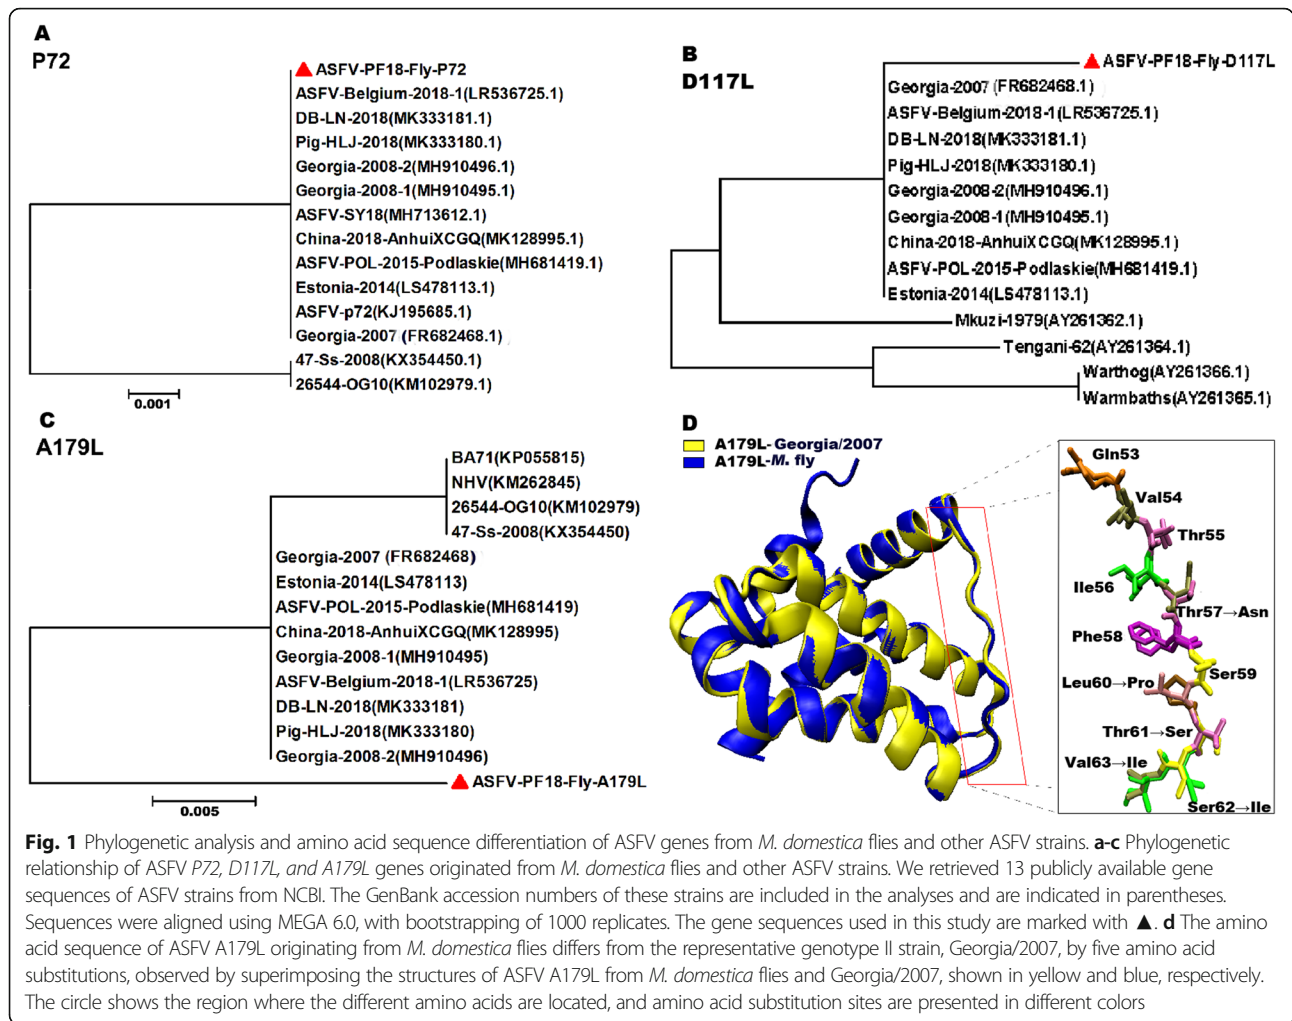 A
P72
ASFV-PF18-Fly-P72
ASFV-Belgium-2018-1(LR536725.1)
DB-LN-2018(MK333181.1)
Pig-HLJ-2018(MK333180.1)
Georgia-2008-2(MH910496.1)
Georgia-2008-1(MH910495.1)
ASFV-SY18(MH713612.1)
China-2018-AnhuiXCGQ(MK128995.1)
ASFV-POL-2015-Podlaskie(MH681419.1)
Estonia-2014(LS478113.1)
ASFV-p72(KJ195685.1)
Georgia-2007 (FR682468.1)
47-Ss-2008(KX354450.1)
26544-OG10(KM102979.1)
0.001
B
D117L
ASFV-PF18-Fly-D117L
Georgia-2007 (FR682468.1)
ASFV-Belgium-2018-1(LR536725.1)
DB-LN-2018(MK333181.1)
Pig-HLJ-2018(MK333180.1)
Georgia-2008-2(MH910496.1)
Georgia-2008-1(MH910495.1)
China-2018-AnhuiXCGQ(MK128995.1)
ASFV-POL-2015-Podlaskie(MH681419.1)
Estonia-2014(LS478113.1)
Mkuzi-1979(AY261362.1)
Tengani-62(AY261364.1)
Warthog(AY261366.1)
Warmbaths(AY261365.1)
C
A179L
BA71(KP055815)
NHV(KM262845)
26544-OG10(KM102979)
47-Ss-2008(KX354450)
Georgia-2007 (FR682468)
Estonia-2014(LS478113)
ASFV-POL-2015-Podlaskie(MH681419)
China-2018-AnhuiXCGQ(MK128995)
Georgia-2008-1(MH910495)
ASFV-Belgium-2018-1(LR536725)
DB-LN-2018(MK333181)
Pig-HLJ-2018(MK333180)
Georgia-2008-2(MH910496)
ASFV-PF18-Fly-A179L
0.005
D
A179L-Georgia/2007
A179L-M. fly
Gln53
Val54
Thr55
Ile56
Thr57→Asn
Phe58
Ser59
Leu60→Pro
Thr61→Ser
Val63→Ile
Ser62→Ile
Fig. 1 Phylogenetic analysis and amino acid sequence differentiation of ASFV genes from M. domestica flies and other ASFV strains. a-c Phylogenetic
relationship of ASFV P72, D117L, and A179L genes originated from M. domestica flies and other ASFV strains. We retrieved 13 publicly available gene
sequences of ASFV strains from NCBI. The GenBank accession numbers of these strains are included in the analyses and are indicated in parentheses.
Sequences were aligned using MEGA 6.0, with bootstrapping of 1000 replicates. The gene sequences used in this study are marked with ▲. d The amino
acid sequence of ASFV A179L originating from M. domestica flies differs from the representative genotype II strain, Georgia/2007, by five amino acid
substitutions, observed by superimposing the structures of ASFV A179L from M. domestica flies and Georgia/2007, shown in yellow and blue, respectively.
The circle shows the region where the different amino acids are located, and amino acid substitution sites are presented in different colors